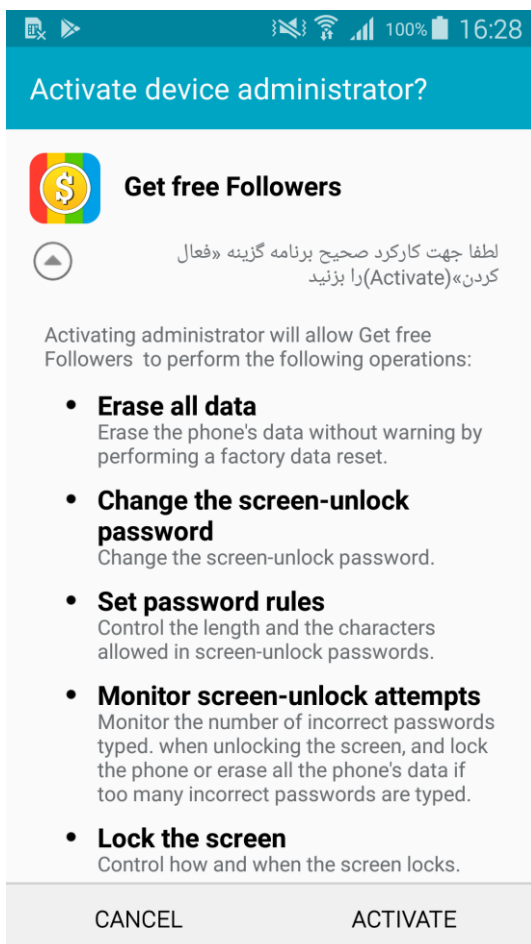 100% 16:28
Activate device administrator?
Get free Followers
لطفا جهت کارکرد صحیح برنامه گزینه «فعال
کردن»(Activate)را بزنید
Activating administrator will allow Get free
Followers to perform the following operations:
• Erase all data
Erase the phone's data without warning by
performing a factory data reset.
• Change the screen-unlock
password
Change the screen-unlock password.
• Set password rules
Control the length and the characters
allowed in screen-unlock passwords.
• Monitor screen-unlock attempts
Monitor the number of incorrect passwords
typed. when unlocking the screen, and lock
the phone or erase all the phone's data if
too many incorrect passwords are typed.
• Lock the screen
Control how and when the screen locks.
CANCEL ACTIVATE